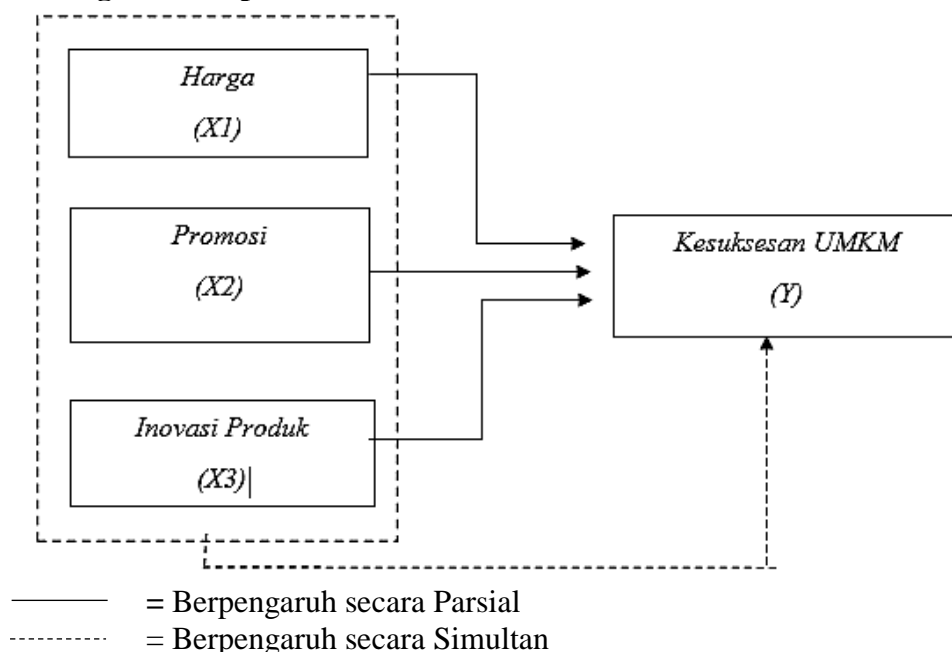 Harga
(X1)
Promosi
(X2)
Kesuksesan UMKM
(Y)
Inovasi Produk
(X3)|
= Berpengaruh secara Parsial
= Berpengaruh secara Simultan